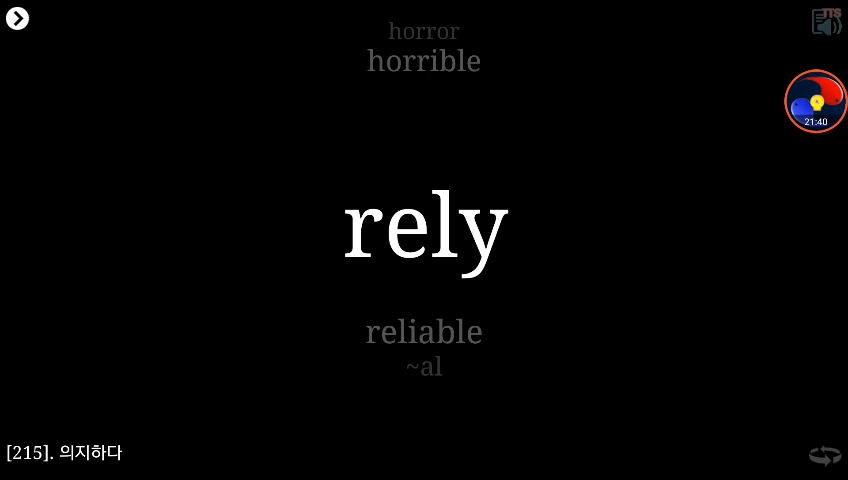 TTS
horror
horrible
21:40
rely
reliable
~al
[215]. 의지하다